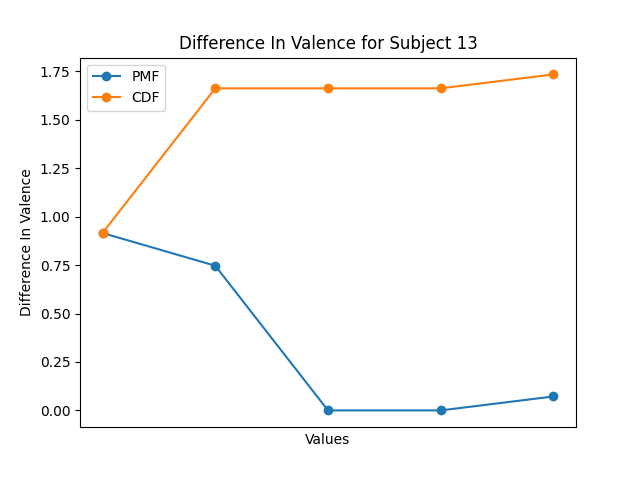 Difference In Valence for Subject 13
PMF
CDF
1.75
1.50
1.25
1.00
0.75
0.50
0.25
0.00
Difference In Valence
Values